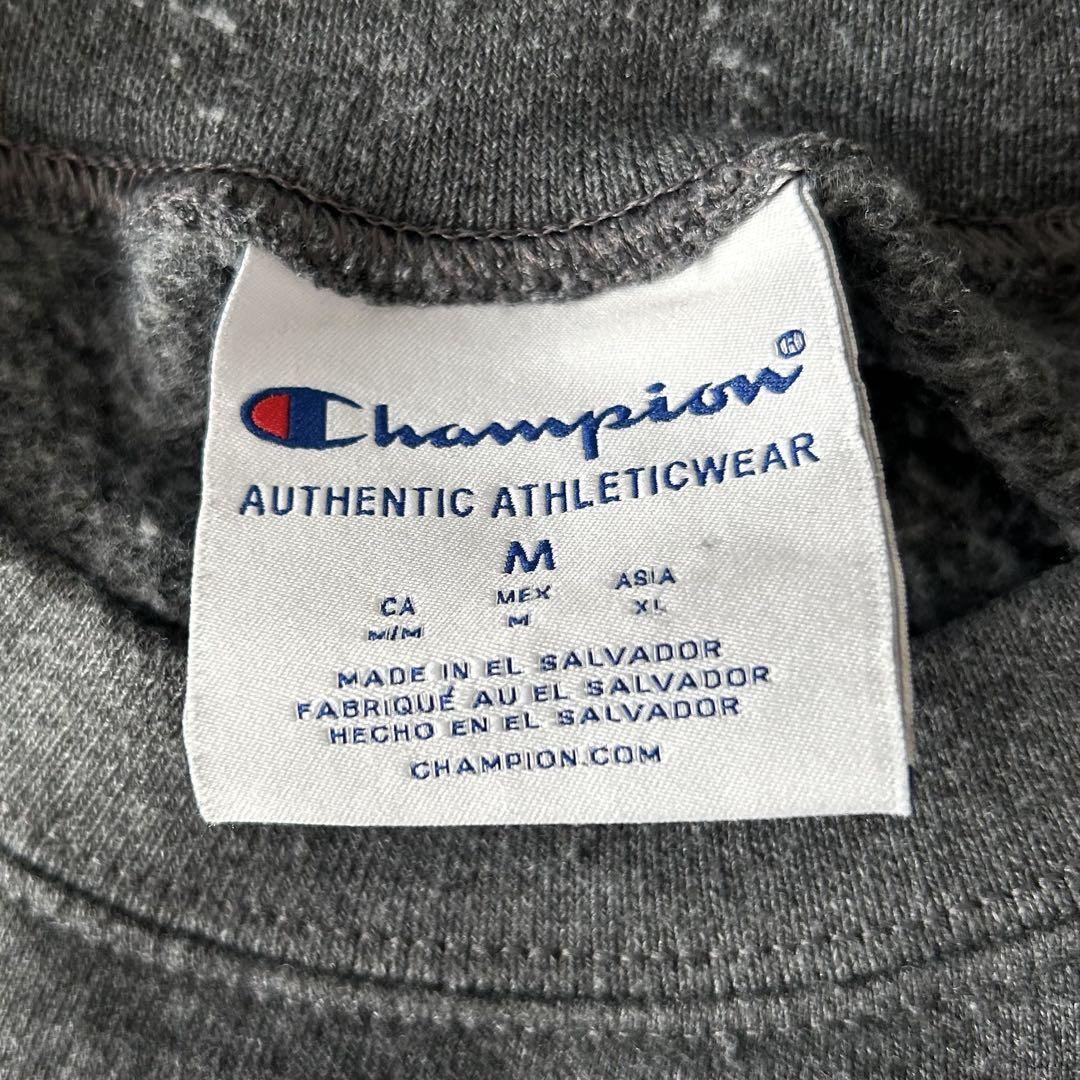 Champion®
AUTHENTIC ATHLETICWEAR
M
CA MEX ASIA
M/M M XL
MADE IN EL SALVADOR
FABRIQUÉ AU EL SALVADOR
HECHO EN EL SALVADOR
CHAMPION.COM